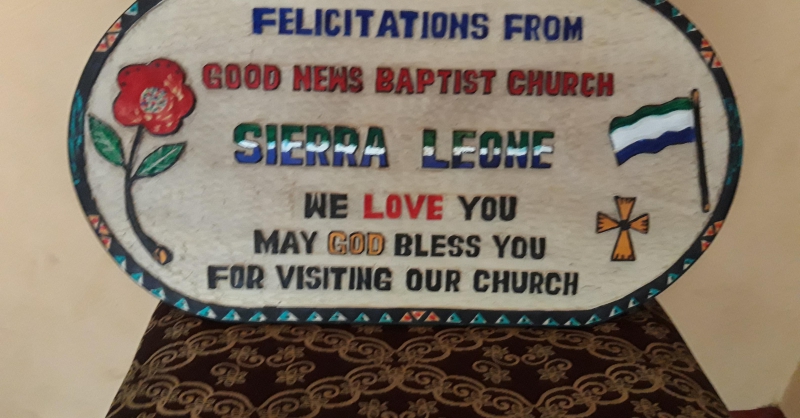 FELICITATIONS FROM
GOOD NEWS BAPTIST CHURCH
SIERRA LEONE
WE LOVE YOU
MAY GOD BLESS YOU
FOR VISITING OUR CHURCH